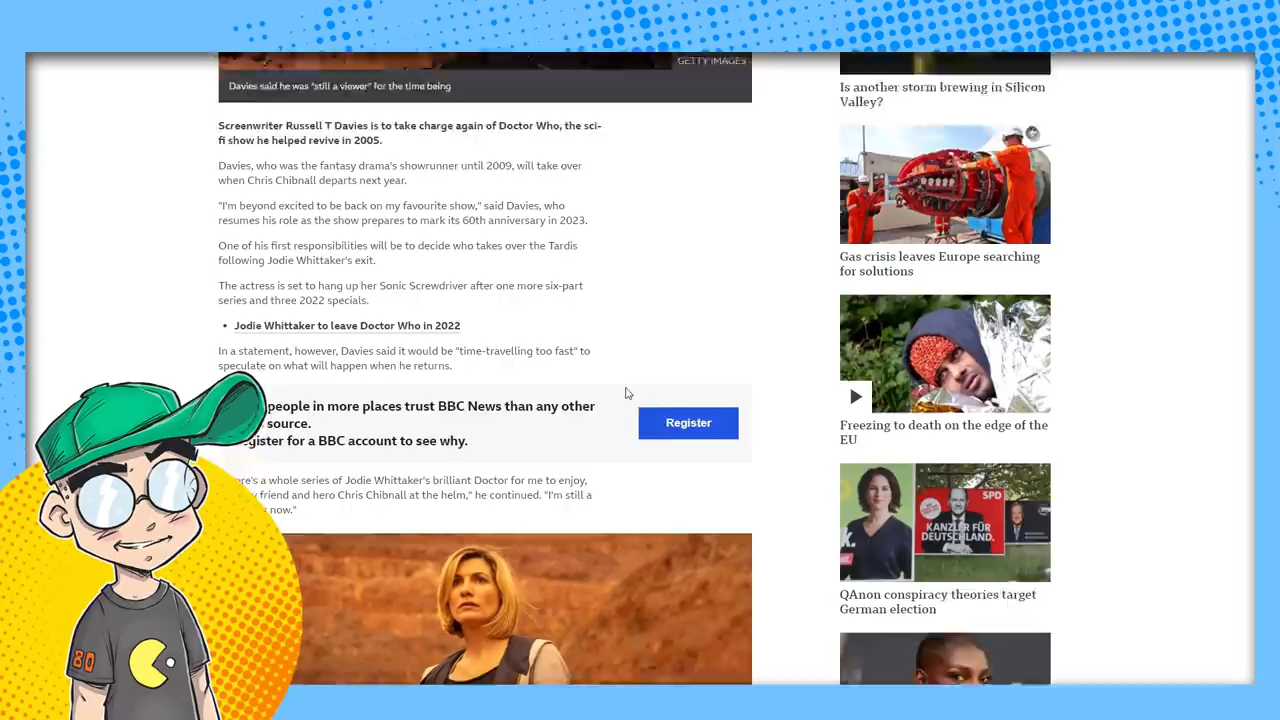 GETTY IMAGES
Davies said he was "still a viewer" for the time being
Screenwriter Russell T Davies is to take charge again of Doctor Who, the sci-
fi show he helped revive in 2005.
Davies, who was the fantasy drama's showrunner until 2009, will take over
when Chris Chibnall departs next year.
"I'm beyond excited to be back on my favourite show," said Davies, who
resumes his role as the show prepares to mark its 60th anniversary in 2023.
One of his first responsibilities will be to decide who takes over the Tardis
following Jodie Whittaker's exit.
The actress is set to hang up her Sonic Screwdriver after one more six-part
series and three 2022 specials.
• Jodie Whittaker to leave Doctor Who in 2022
In a statement, however, Davies said it would be "time-travelling too fast" to
speculate on what will happen when he returns.
people in more places trust BBC News than any other
source.
for a BBC account to see why.
Register
a whole series of Jodie Whittaker's brilliant Doctor for me to enjoy,
friend and hero Chris Chibnall at the helm," he continued. "I'm still a
now."
80
Is another storm brewing in Silicon
Valley?
Gas crisis leaves Europe searching
for solutions
Freezing to death on the edge of the
EU
SPD
KANZLER FÜR
DEUTSCHLAND.
QAnon conspiracy theories target
German election